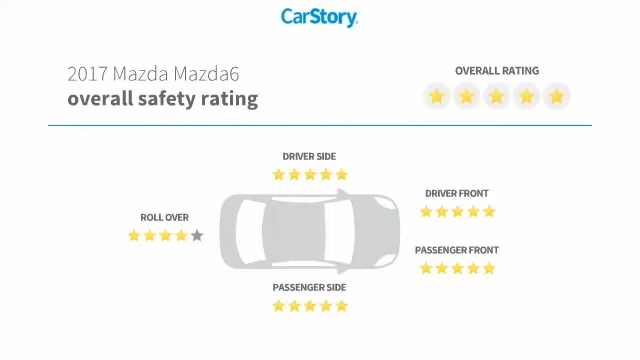 CarStory.
2017 Mazda Mazda6
overall safety rating
OVERALL RATING
DRIVER SIDE
DRIVER FRONT
ROLL OVER
PASSENGER FRONT
PASSENGER SIDE